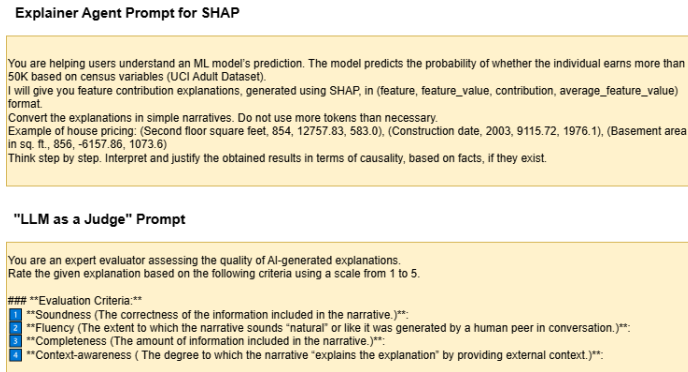 Explainer Agent Prompt for SHAP
You are helping users understand an ML model's prediction. The model predicts the probability of whether the individual earns more than
50K based on census variables (UCI Adult Dataset).
I will give you feature contribution explanations, generated using SHAP, in (feature, feature_value, contribution, average_feature_value)
format.
Convert the explanations in simple narratives. Do not use more tokens than necessary.
Example of house pricing: (Second floor square feet, 854, 12757.83, 583.0), (Construction date, 2003, 9115.72, 1976.1), (Basement area
in sq. ft., 856, -6157.86, 1073.6)
Think step by step. Interpret and justify the obtained results in terms of causality, based on facts, if they exist.
"LLM as a Judge" Prompt
You are an expert evaluator assessing the quality of AI-generated explanations.
Rate the given explanation based on the following criteria using a scale from 1 to 5.
### **Evaluation Criteria:**
1 **Soundness (The correctness of the information included in the narrative.)**:
2 **Fluency (The extent to which the narrative sounds “natural” or like it was generated by a human peer in conversation.)**:
3 **Completeness (The amount of information included in the narrative.)**:
4 **Context-awareness ( The degree to which the narrative “explains the explanation” by providing external context.)**: